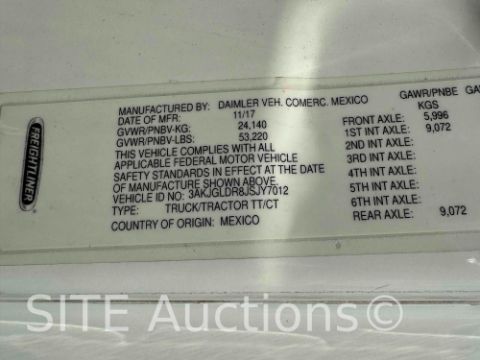 FREIGHTLINER
MANUFACTURED BY: DAIMLER VEH. COMERC. MEXICO
DATE OF MFR: 11/17
GVWR/PNBV-KG: 24,140
GVWR/PNBV-LBS: 53,220
THIS VEHICLE COMPLIES WITH ALL
APPLICABLE FEDERAL MOTOR VEHICLE
SAFETY STANDARDS IN EFFECT AT THE DATE
OF MANUFACTURE SHOWN ABOVE.
VEHICLE ID NO: 3AKJGLDR8JSJY7012
TYPE: TRUCK/TRACTOR TT/CT
COUNTRY OF ORIGIN: MEXICO
GAWR/PNBE GA
KGS
FRONT AXLE: 5,996
1ST INT AXLE: 9,072
2ND INT AXLE:
3RD INT AXLE:
4TH INT AXLE:
5TH INT AXLE:
6TH INT AXLE:
REAR AXLE: 9,072
SITE Auctions©